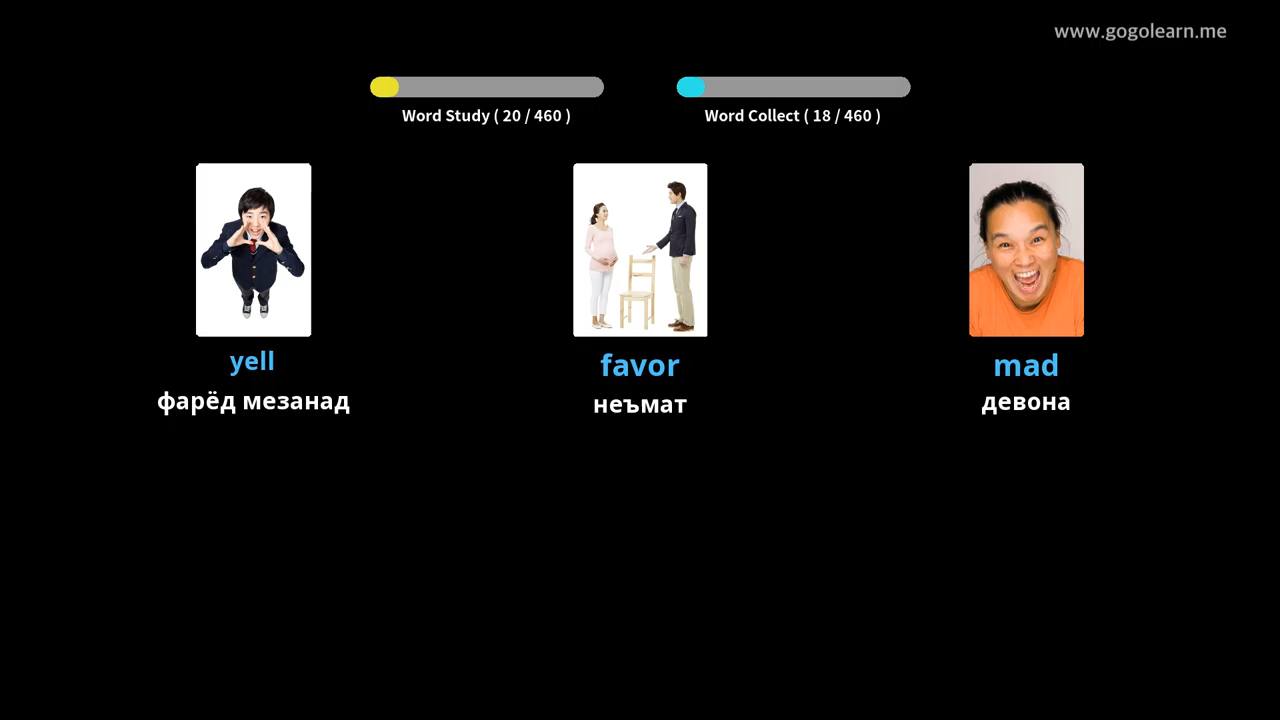 www.gogolearn.me
Word Study ( 20 / 460 )
Word Collect ( 18 / 460 )
yell
favor
mad
фарёд мезанад
неъмат
девона